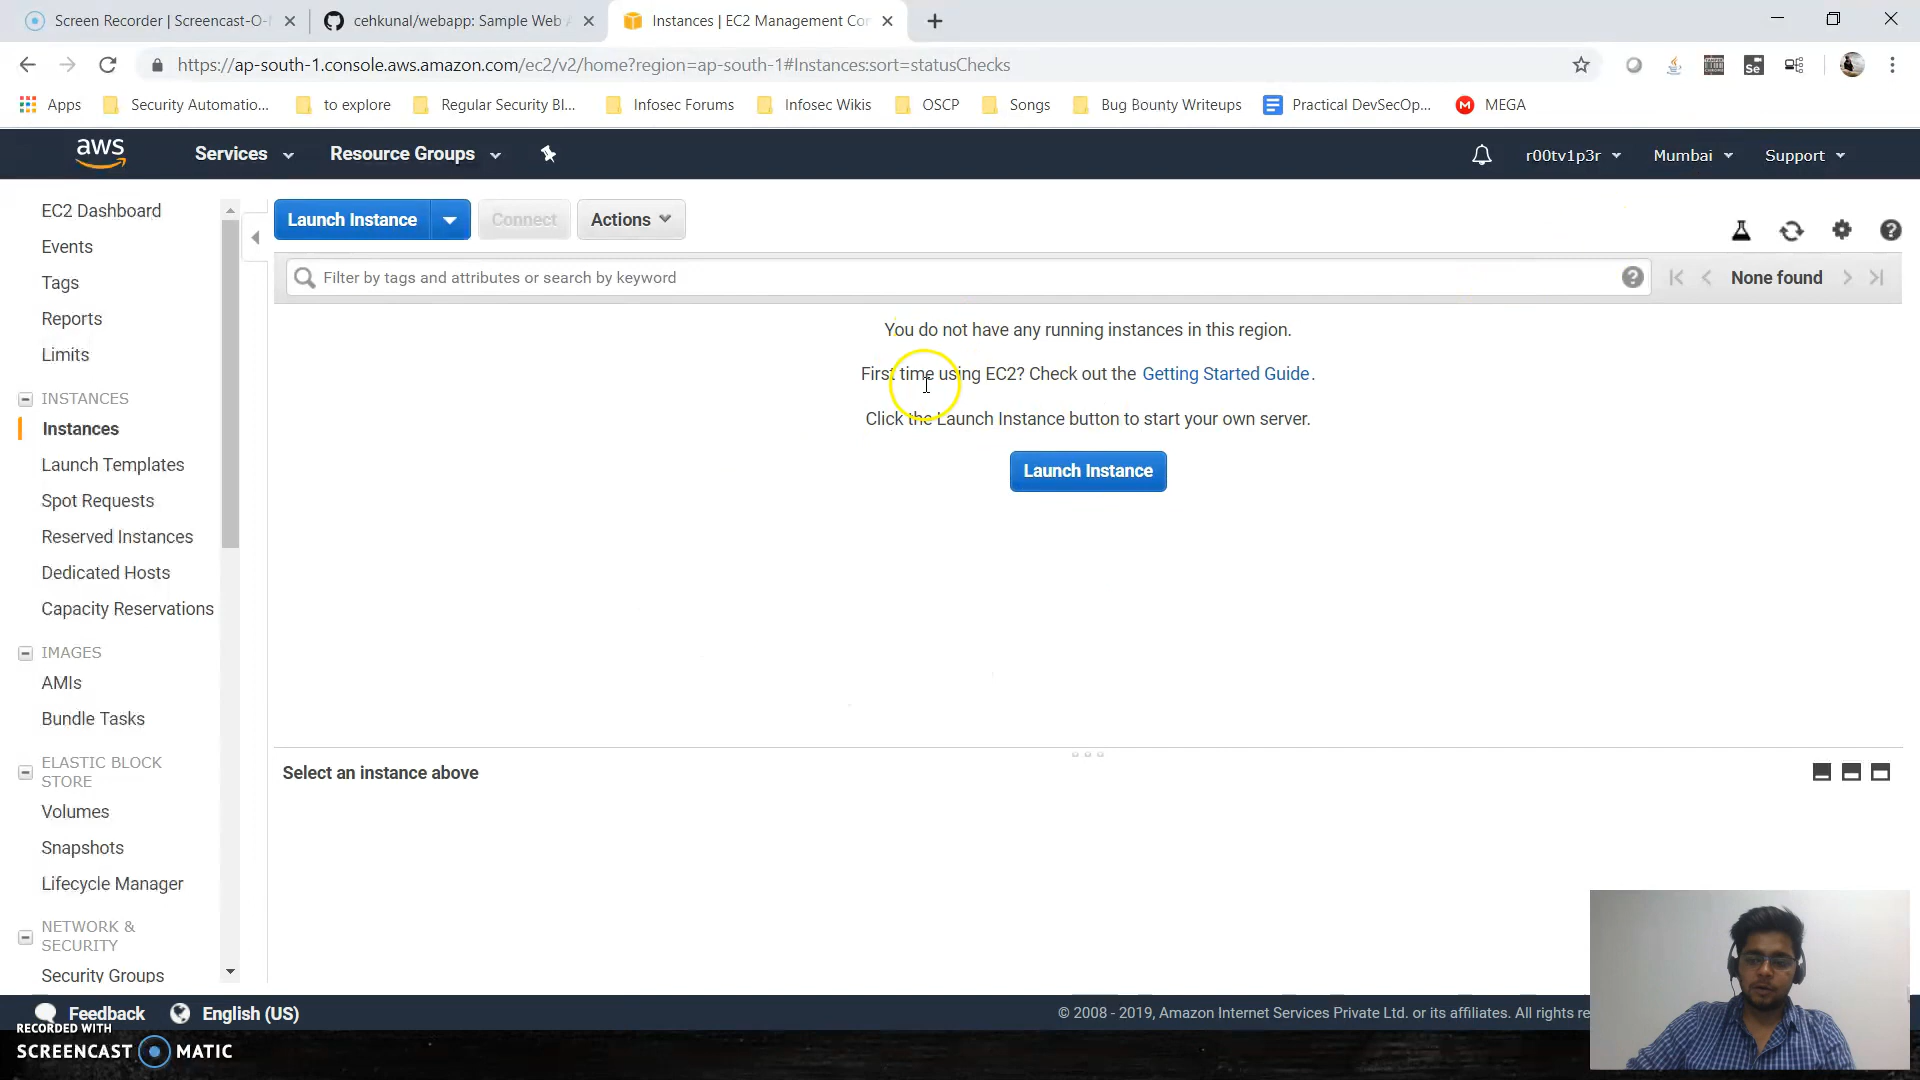 Screen Recorder | Screencast-O-
cehkunal/webapp: Sample Web
Instances | EC2 Management Co
https://ap-south-1.console.aws.amazon.com/ec2/v2/home?region=ap-south-1#Instances:sort=statusChecks
Apps
Security Automatio...
to explore
Regular Security Bl...
Infosec Forums
Infosec Wikis
OSCP
Songs
Bug Bounty Writeups
Practical DevSecOp...
MEGA
aws
Services
Resource Groups
r00tv1p3r
Mumbai
Support
EC2 Dashboard
Events
Tags
Reports
Limits
INSTANCES
Instances
Launch Templates
Spot Requests
Reserved Instances
Dedicated Hosts
Capacity Reservations
IMAGES
AMIs
Bundle Tasks
ELASTIC BLOCK
STORE
Volumes
Snapshots
Lifecycle Manager
NETWORK &
SECURITY
Security Groups
Launch Instance
Connect
Actions
Filter by tags and attributes or search by keyword
None found
You do not have any running instances in this region.
First time using EC2? Check out the Getting Started Guide.
Click the Launch Instance button to start your own server.
Launch Instance
Select an instance above
Feedback
English (US)
© 2008 - 2019, Amazon Internet Services Private Ltd. or its affiliates. All rights re
RECORDED WITH
SCREENCAST MATIC